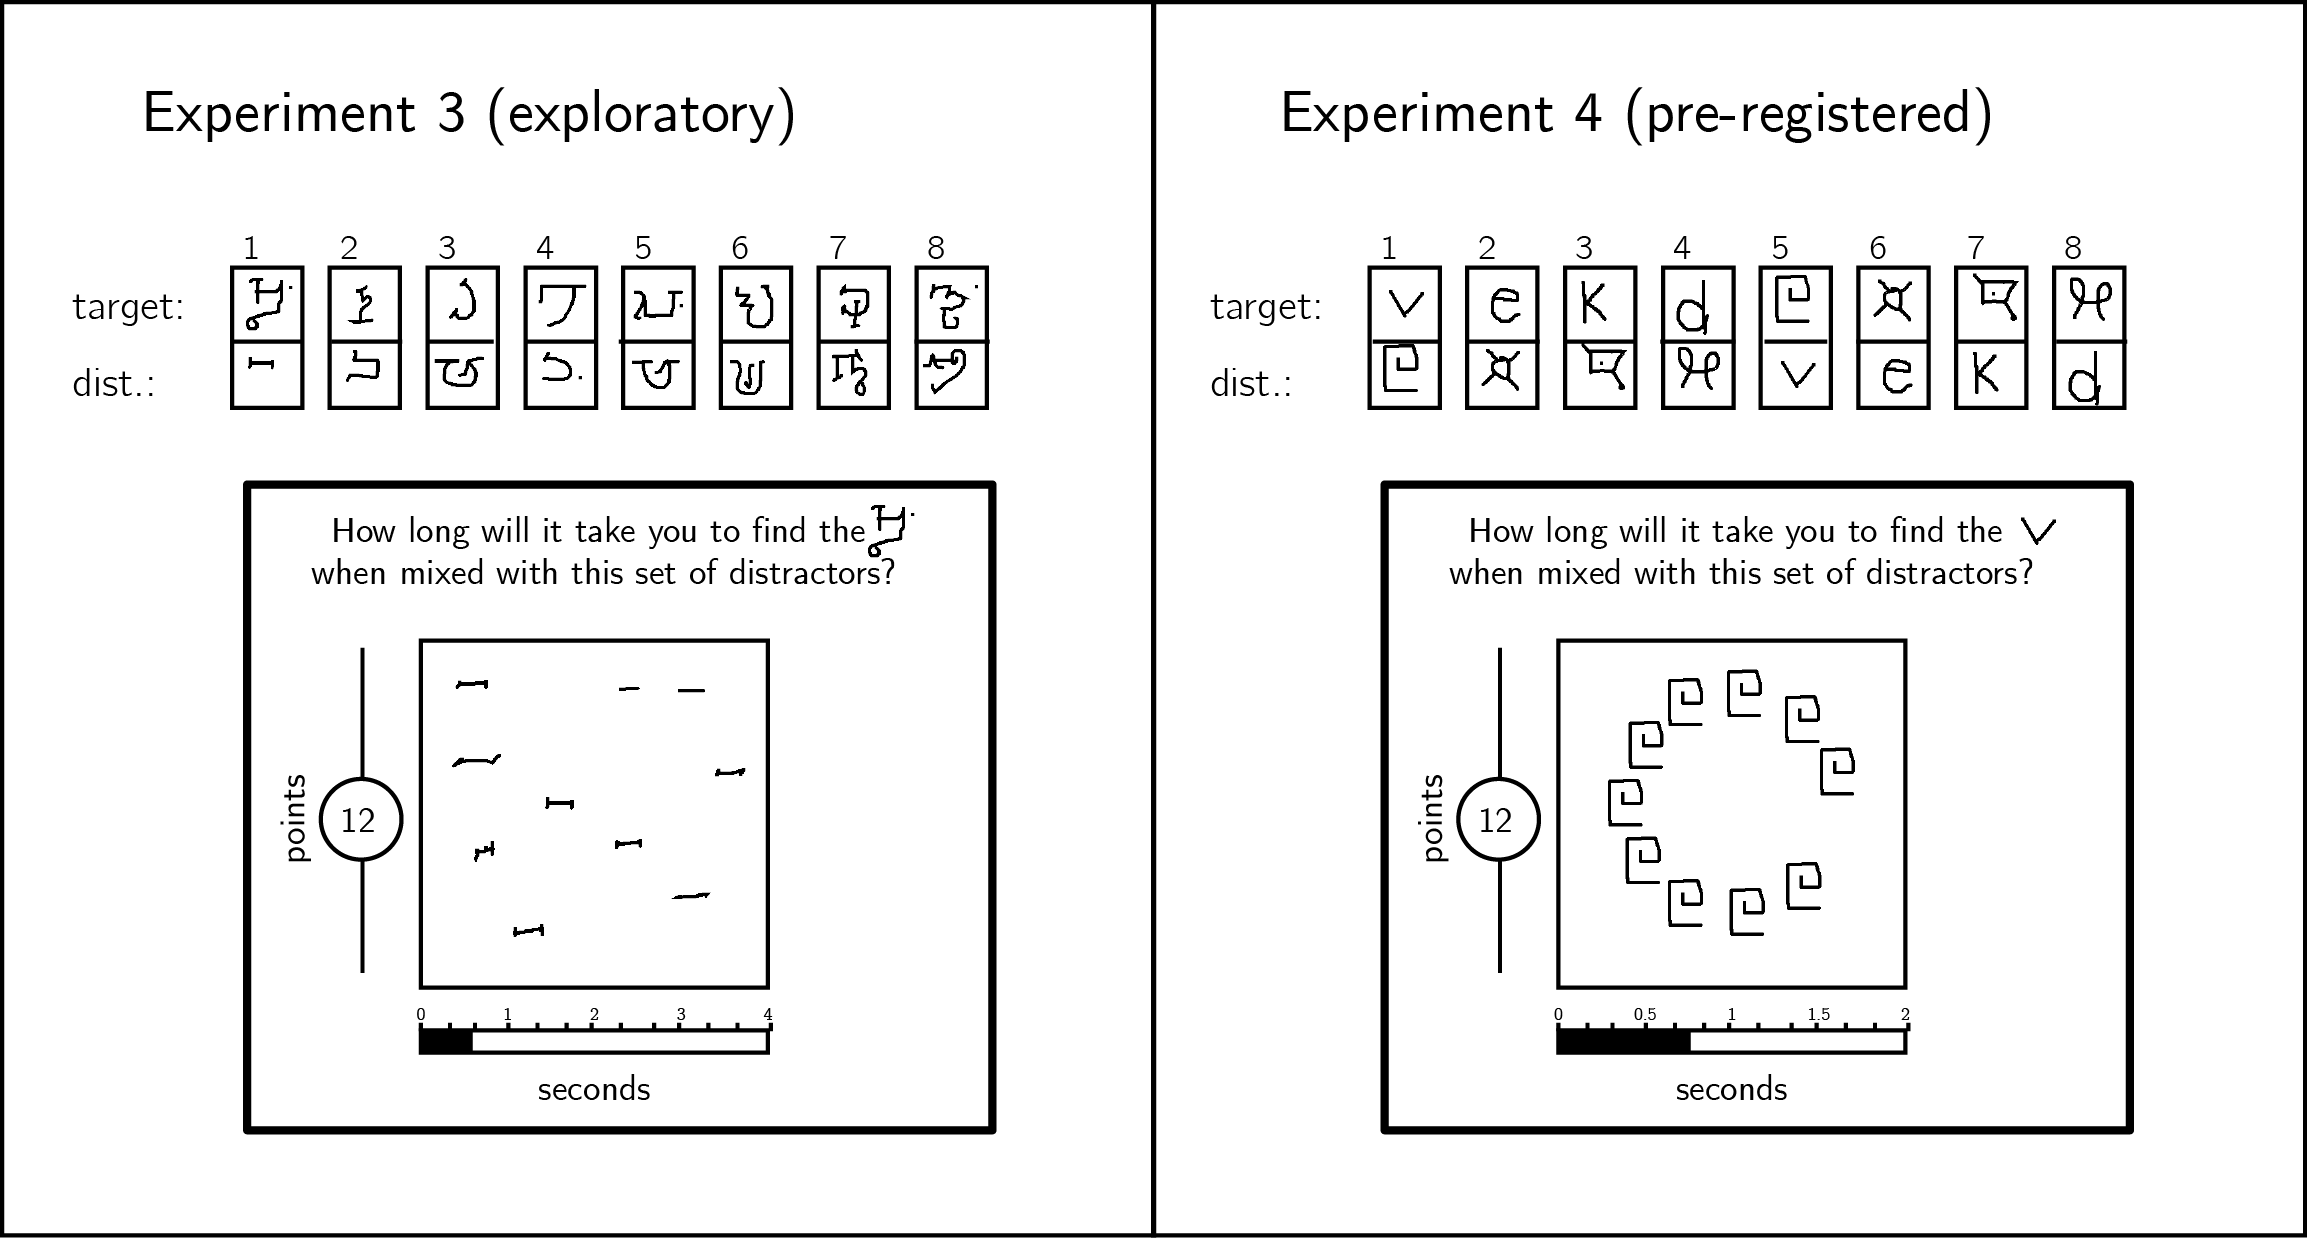 Experiment 3 (exploratory)
1 2 3 4 5 6 7 8
target:
dist.:
How long will it take you to find the
when mixed with this set of distractors?
points
12
0 1 2 3 4
seconds
Experiment 4 (pre-registered)
1 2 3 4 5 6 7 8
target: v e k d
dist.: v e k d
How long will it take you to find the v
when mixed with this set of distractors?
points
12
0 0.5 1 1.5 2
seconds